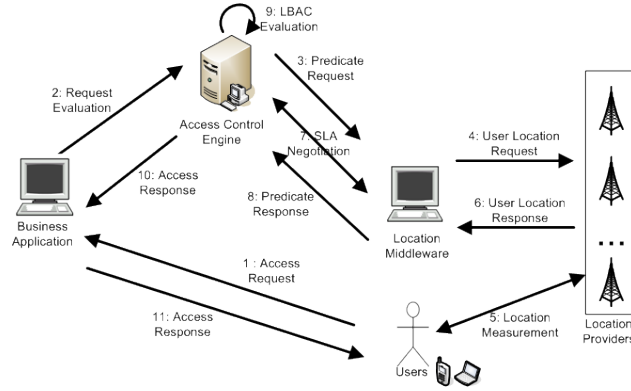 9: LBAC
Evaluation
3: Predicate
Request
2: Request
Evaluation
Access Control
Engine
7: SLA
Negotiation
4: User Location
Request
10: Access
Response
8: Predicate
Response
6: User Location
Response
Business
Application
Location
Middleware
...
1 : Access
Request
11: Access
Response
5: Location
Measurement
Location
Providers
Users